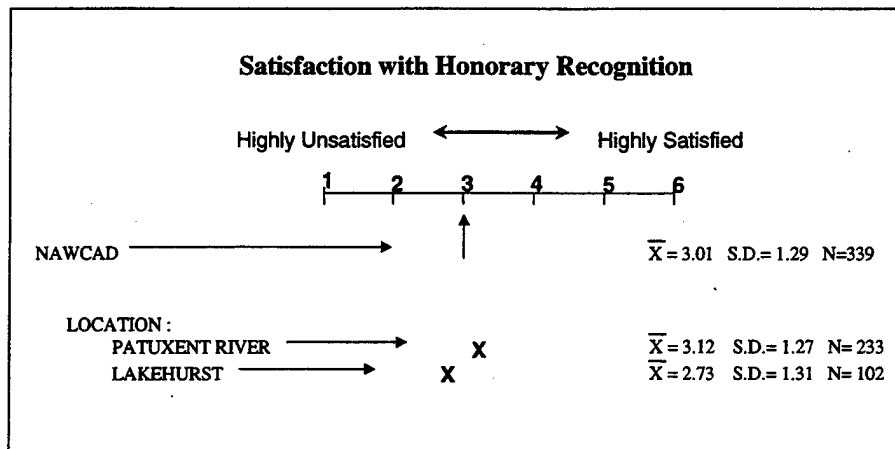 Satisfaction with Honorary Recognition
Highly Unsatisfied Highly Satisfied
1 2 3 4 5 6
NAWCAD X̄ = 3.01 S.D.= 1.29 N=339
LOCATION :
PATUXENT RIVER X X̄ = 3.12 S.D.= 1.27 N= 233
LAKEHURST X X̄ = 2.73 S.D.= 1.31 N= 102